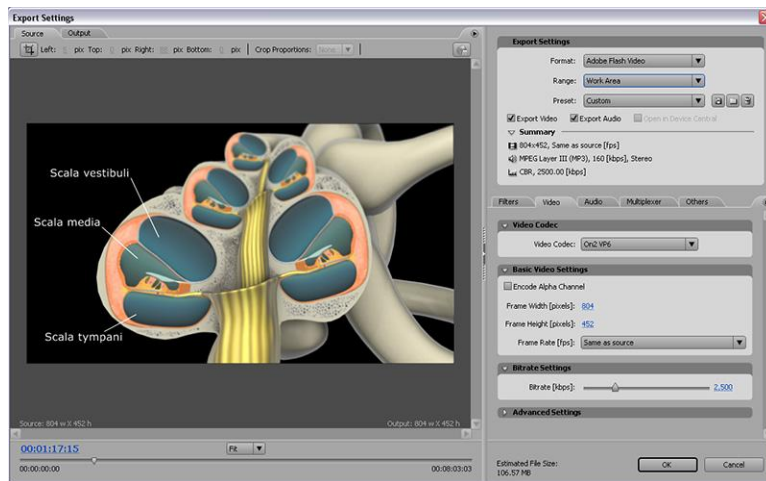 Export Settings
Source Output
Left: pix Top: pix Right: pix Bottom: pix Crop Proportions: None
Scala vestibuli
Scala media
Scala tympani
Source: 804 w X 452 h Output: 804 w X 452 h
00:01:17:15 Fit
00:00:00:00 00:08:03:03
Export Settings
Format: Adobe Flash Video
Range: Work Area
Preset: Custom
Export Video Export Audio Open in Device Central
Summary
804x452, Same as source [fps]
MPEG Layer III (MP3), 160 [kbps], Stereo
CBR, 2500.00 [kbps]
Filters Video Audio Multiplexer Others
Video Codec
Video Codec: On2 VP6
Basic Video Settings
Encode Alpha Channel
Frame Width [pixels]: 804
Frame Height [pixels]: 452
Frame Rate [fps]: Same as source
Bitrate Settings
Bitrate [kbps]: 2,500
Advanced Settings
Estimated File Size:
106.57 MB
OK Cancel